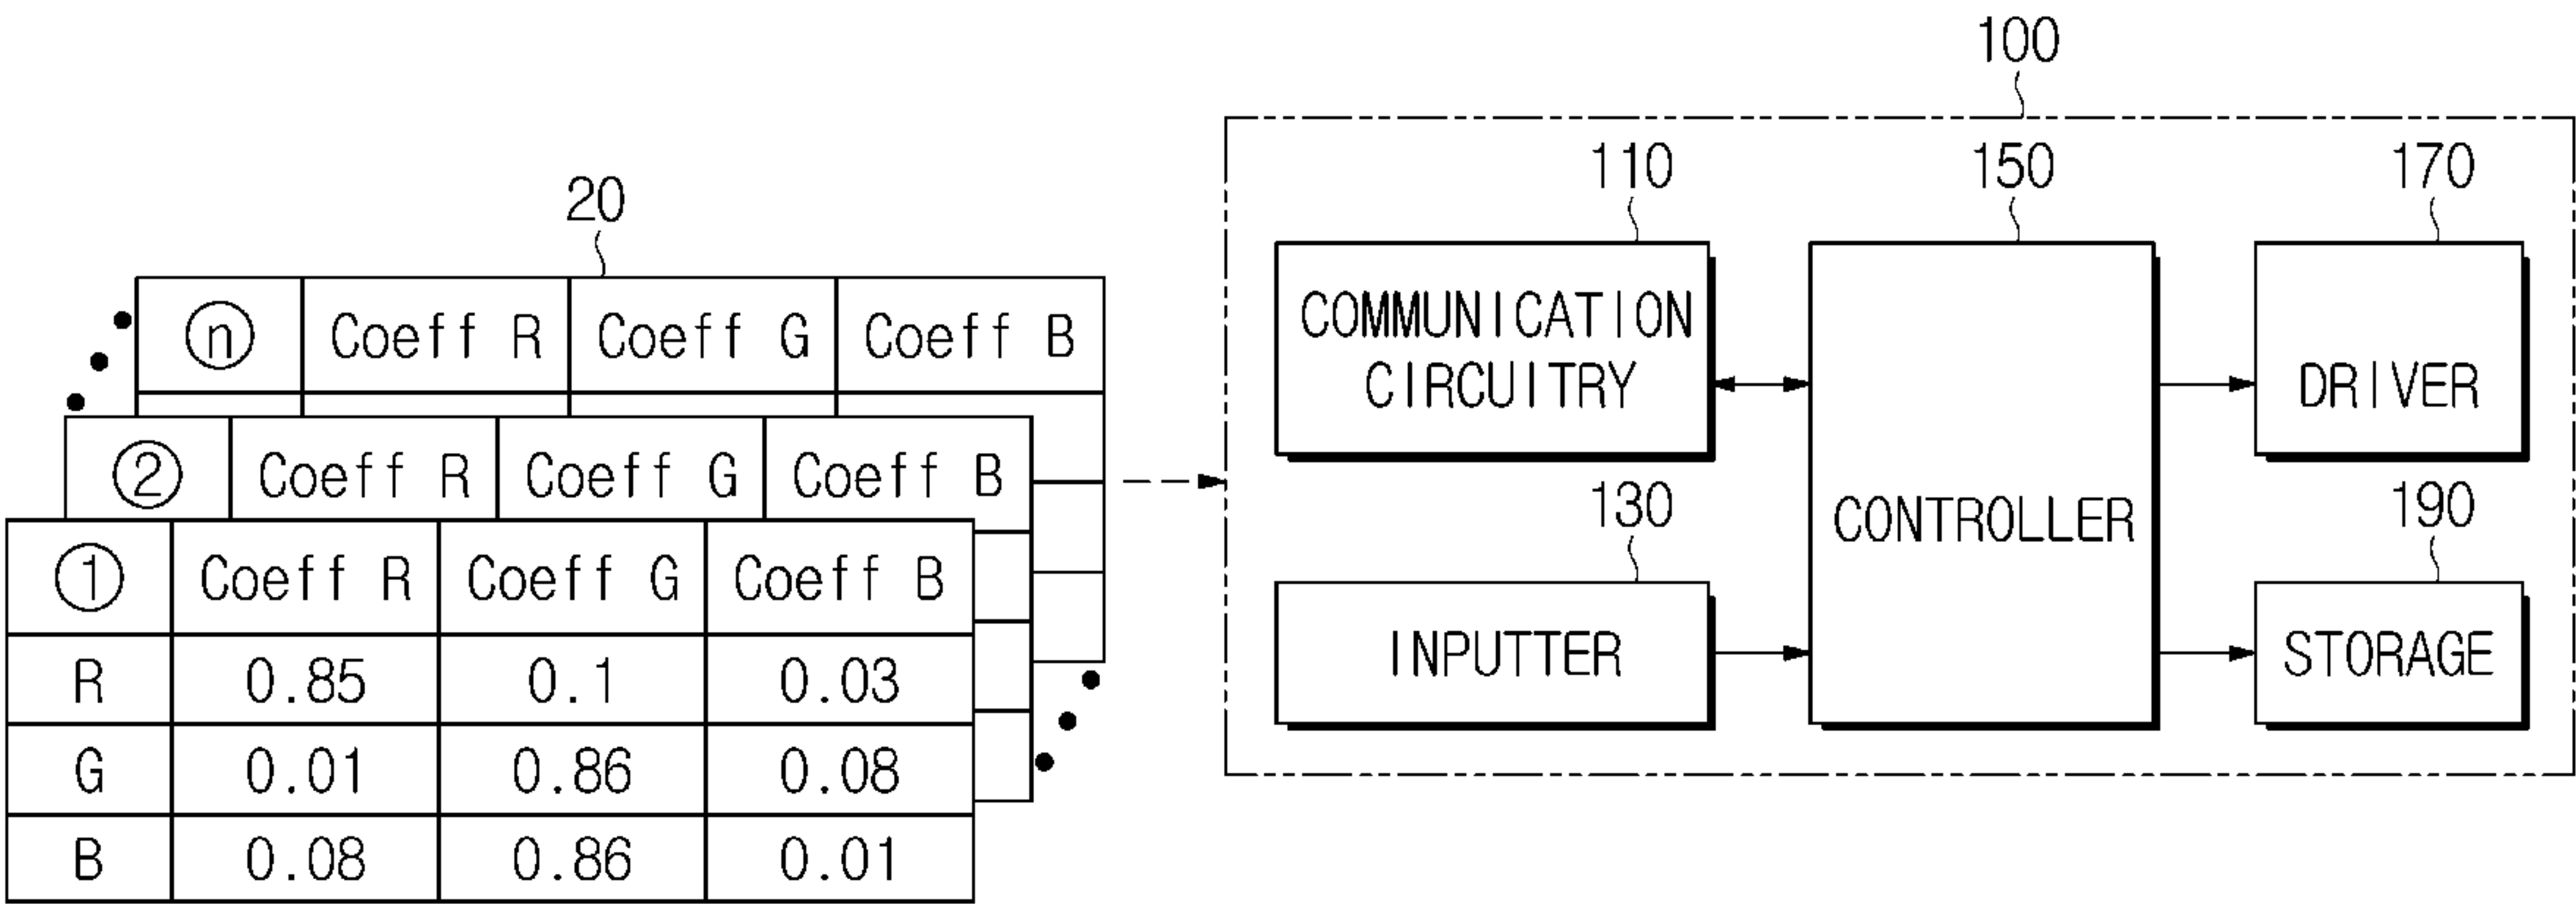 100
110 150 170
20
ⓝ Coeff R Coeff G Coeff B
② Coeff R Coeff G Coeff B
① Coeff R Coeff G Coeff B
R 0.85 0.1 0.03
G 0.01 0.86 0.08
B 0.08 0.86 0.01
COMMUNICATION
CIRCUITRY
DRIVER
130
190
CONTROLLER
INPUTTER
STORAGE